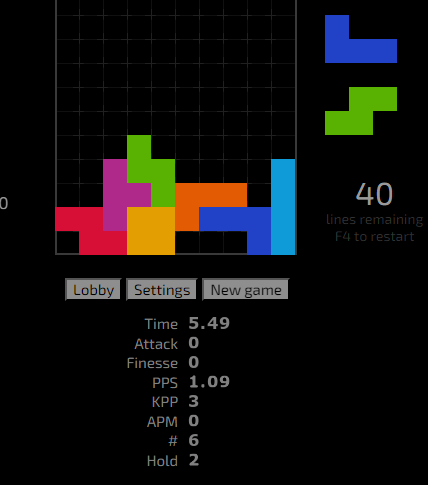 0
40
lines remaining
F4 to restart
Lobby Settings New game
Time 5.49
Attack 0
Finesse 0
PPS 1.09
KPP 3
APM 0
# 6
Hold 2